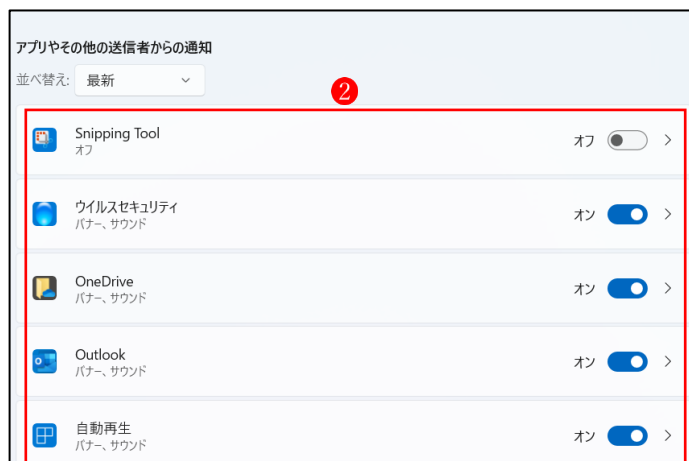 アプリやその他の送信者からの通知
並べ替え: 最新
2
Snipping Tool
オフ
オフ
ウイルスセキュリティ
バナー、サウンド
オン
OneDrive
バナー、サウンド
オン
Outlook
バナー、サウンド
オン
自動再生
バナー、サウンド
オン